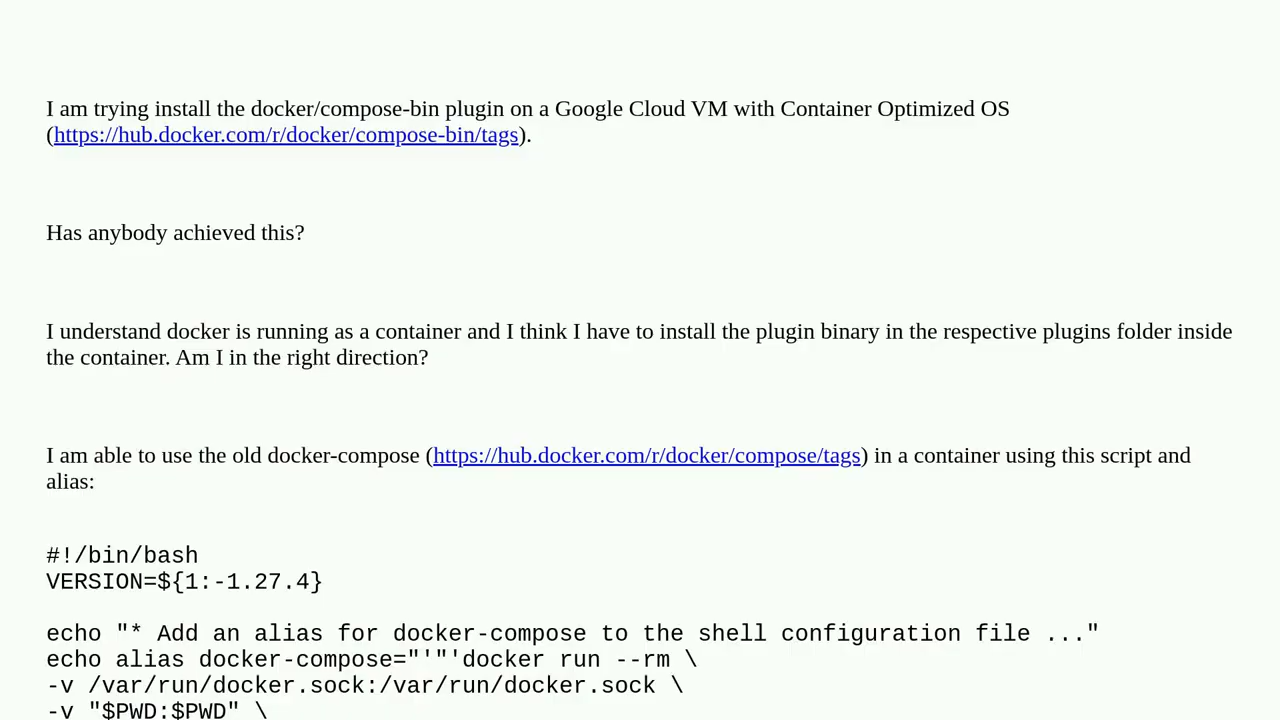 I am trying install the docker/compose-bin plugin on a Google Cloud VM with Container Optimized OS
(https://hub.docker.com/r/docker/compose-bin/tags).
Has anybody achieved this?
I understand docker is running as a container and I think I have to install the plugin binary in the respective plugins folder inside
the container. Am I in the right direction?
I am able to use the old docker-compose (https://hub.docker.com/r/docker/compose/tags) in a container using this script and
alias:
#!/bin/bash
VERSION=${1:-1.27.4}
echo "* Add an alias for docker-compose to the shell configuration file ..."
echo alias docker-compose="'"'docker run --rm \
-v /var/run/docker.sock:/var/run/docker.sock \
-v "$PWD:$PWD" \